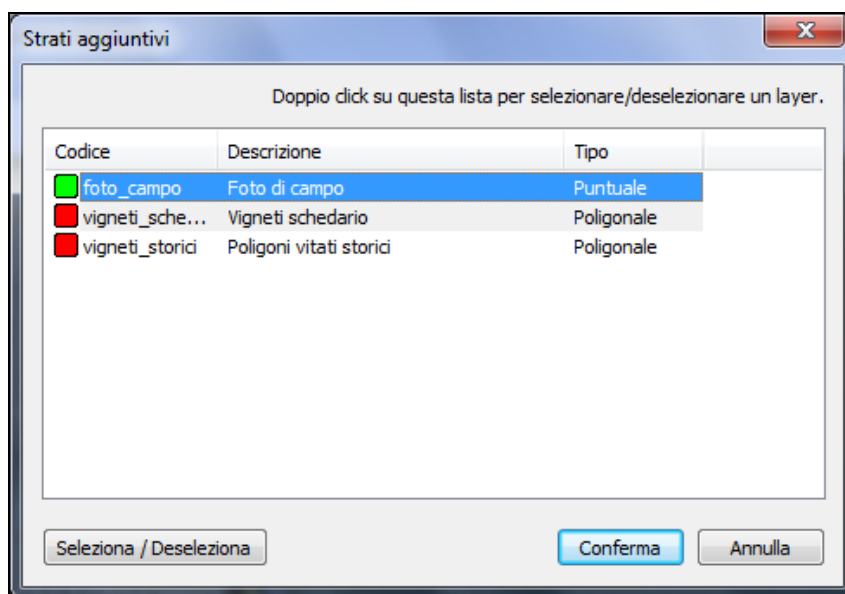 Strati aggiuntivi
Doppio click su questa lista per selezionare/deselezionare un layer.
Codice Descrizione Tipo
foto_campo Foto di campo Puntuale
vigneti_sche... Vigneti schedario Poligonale
vigneti_storici Poligoni vitati storici Poligonale
Seleziona / Deseleziona Conferma Annulla